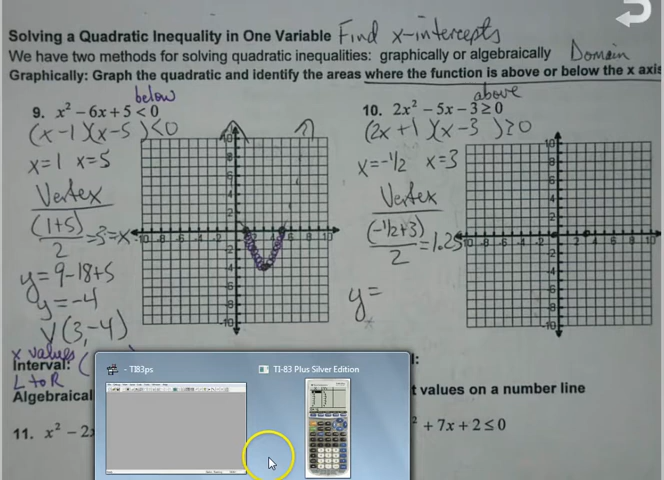 Solving a Quadratic Inequality in One Variable Find x-intercepts
We have two methods for solving quadratic inequalities: graphically or algebraically Domain
Graphically: Graph the quadratic and identify the areas where the function is above or below the x axis
below
above
9. x² − 6x + 5 < 0
(x-1)(x-5)<0
x=1 x=5
Vertex
(1+5)
2
=3=x
y=9-18+5
y=-4
V(3,-4)
x values
Interval: (
L to R
Algebraical
11. x² − 2x
10. 2x² − 5x − 3 ≥ 0
(2x+1)(x-3)≥0
x=-1/2 x=3
Vertex
(-1/2+3)
2
=1.25
y=
- TI83ps
TI-83 Plus Silver Edition
l:
t values on a number line
² + 7x + 2 ≤ 0